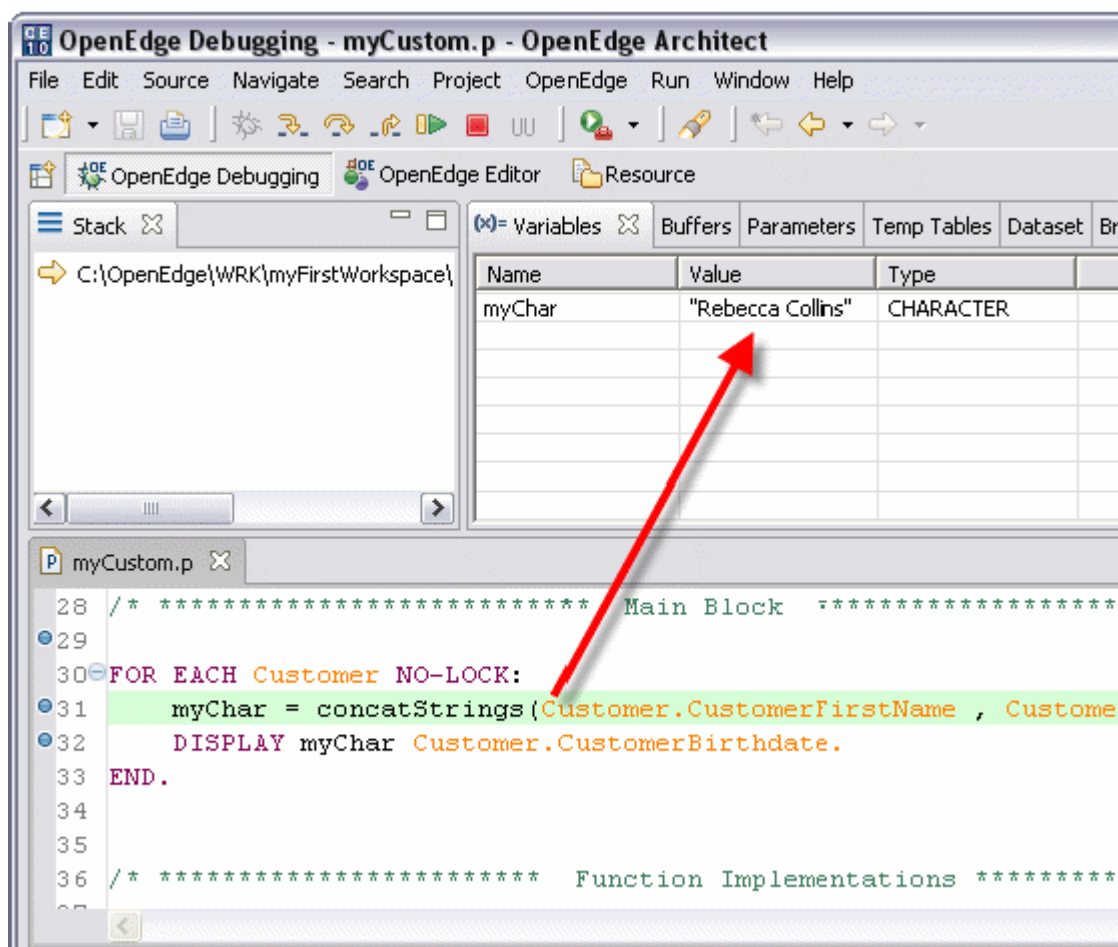 OpenEdge Debugging - myCustom.p - OpenEdge Architect
File Edit Source Navigate Search Project OpenEdge Run Window Help
OpenEdge Debugging OpenEdge Editor Resource
Stack (x)= Variables Buffers Parameters Temp Tables Dataset Br
C:\OpenEdge\WRK\myFirstWorkspace\
Name Value Type
myChar "Rebecca Collins" CHARACTER
myCustom.p
28 /* *************************** Main Block *********************
29
30 FOR EACH Customer NO-LOCK:
31 myChar = concatStrings(Customer.CustomerFirstName , Custome
32 DISPLAY myChar Customer.CustomerBirthdate.
33 END.
34
35
36 /* ************************ Function Implementations *********